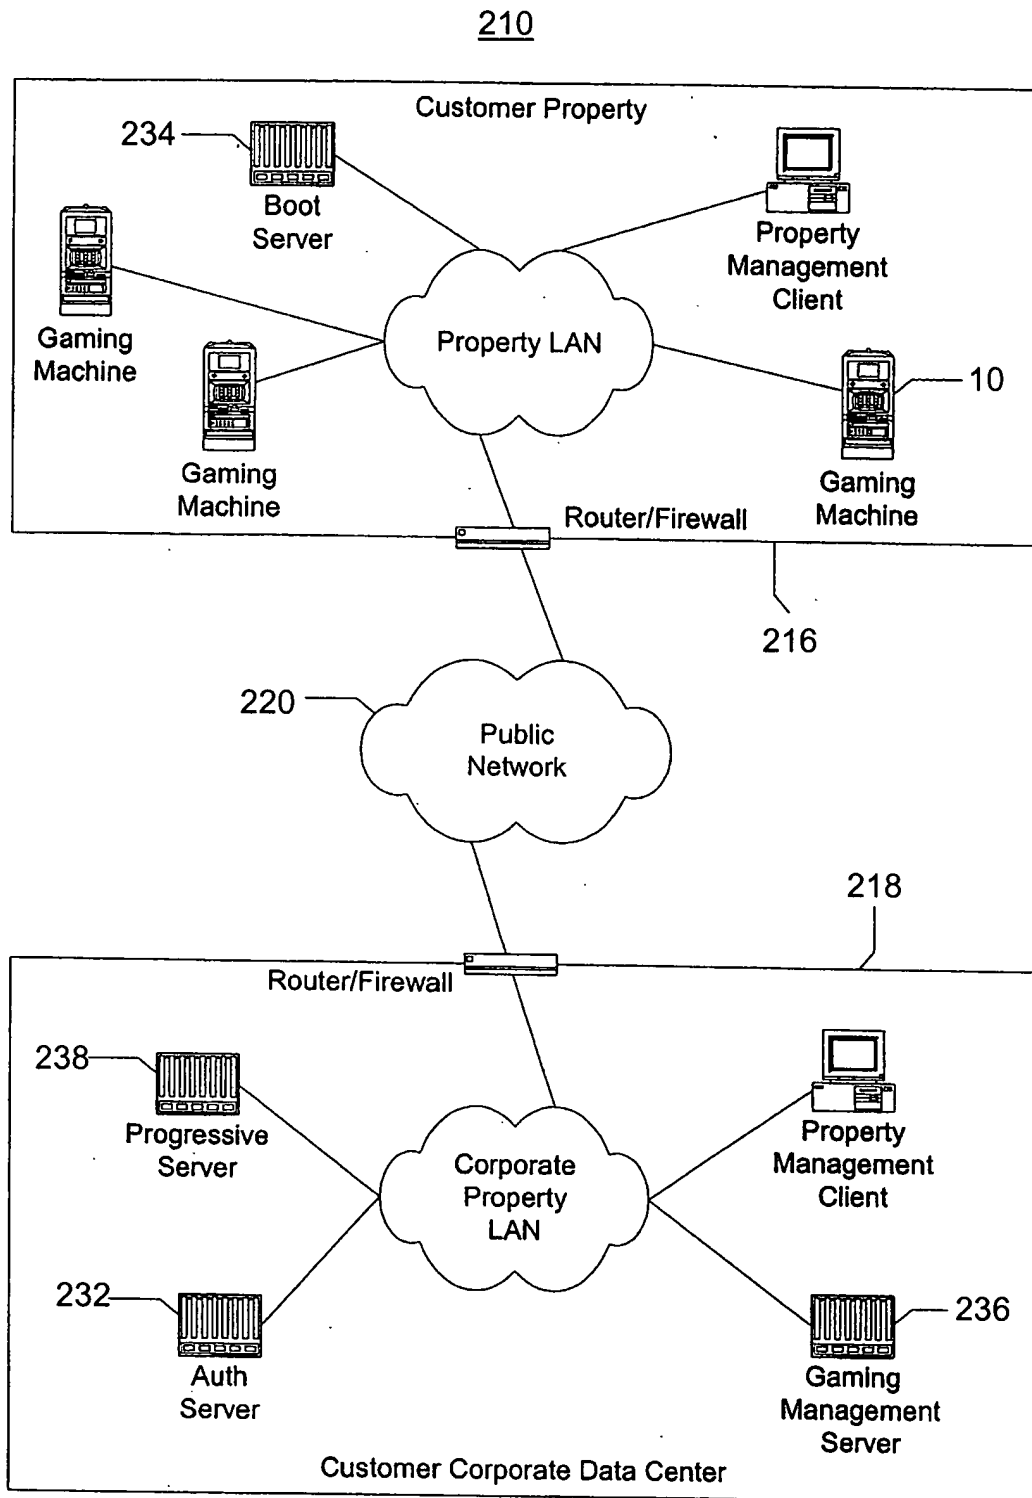 210
Customer Property
234
Boot
Server
Property
Management
Client
Gaming
Machine
Property LAN
10
Gaming
Machine
Gaming
Machine
Router/Firewall
216
220
Public
Network
218
Router/Firewall
238
Progressive
Server
Corporate
Property
LAN
Property
Management
Client
232
Auth
Server
236
Gaming
Management
Server
Customer Corporate Data Center